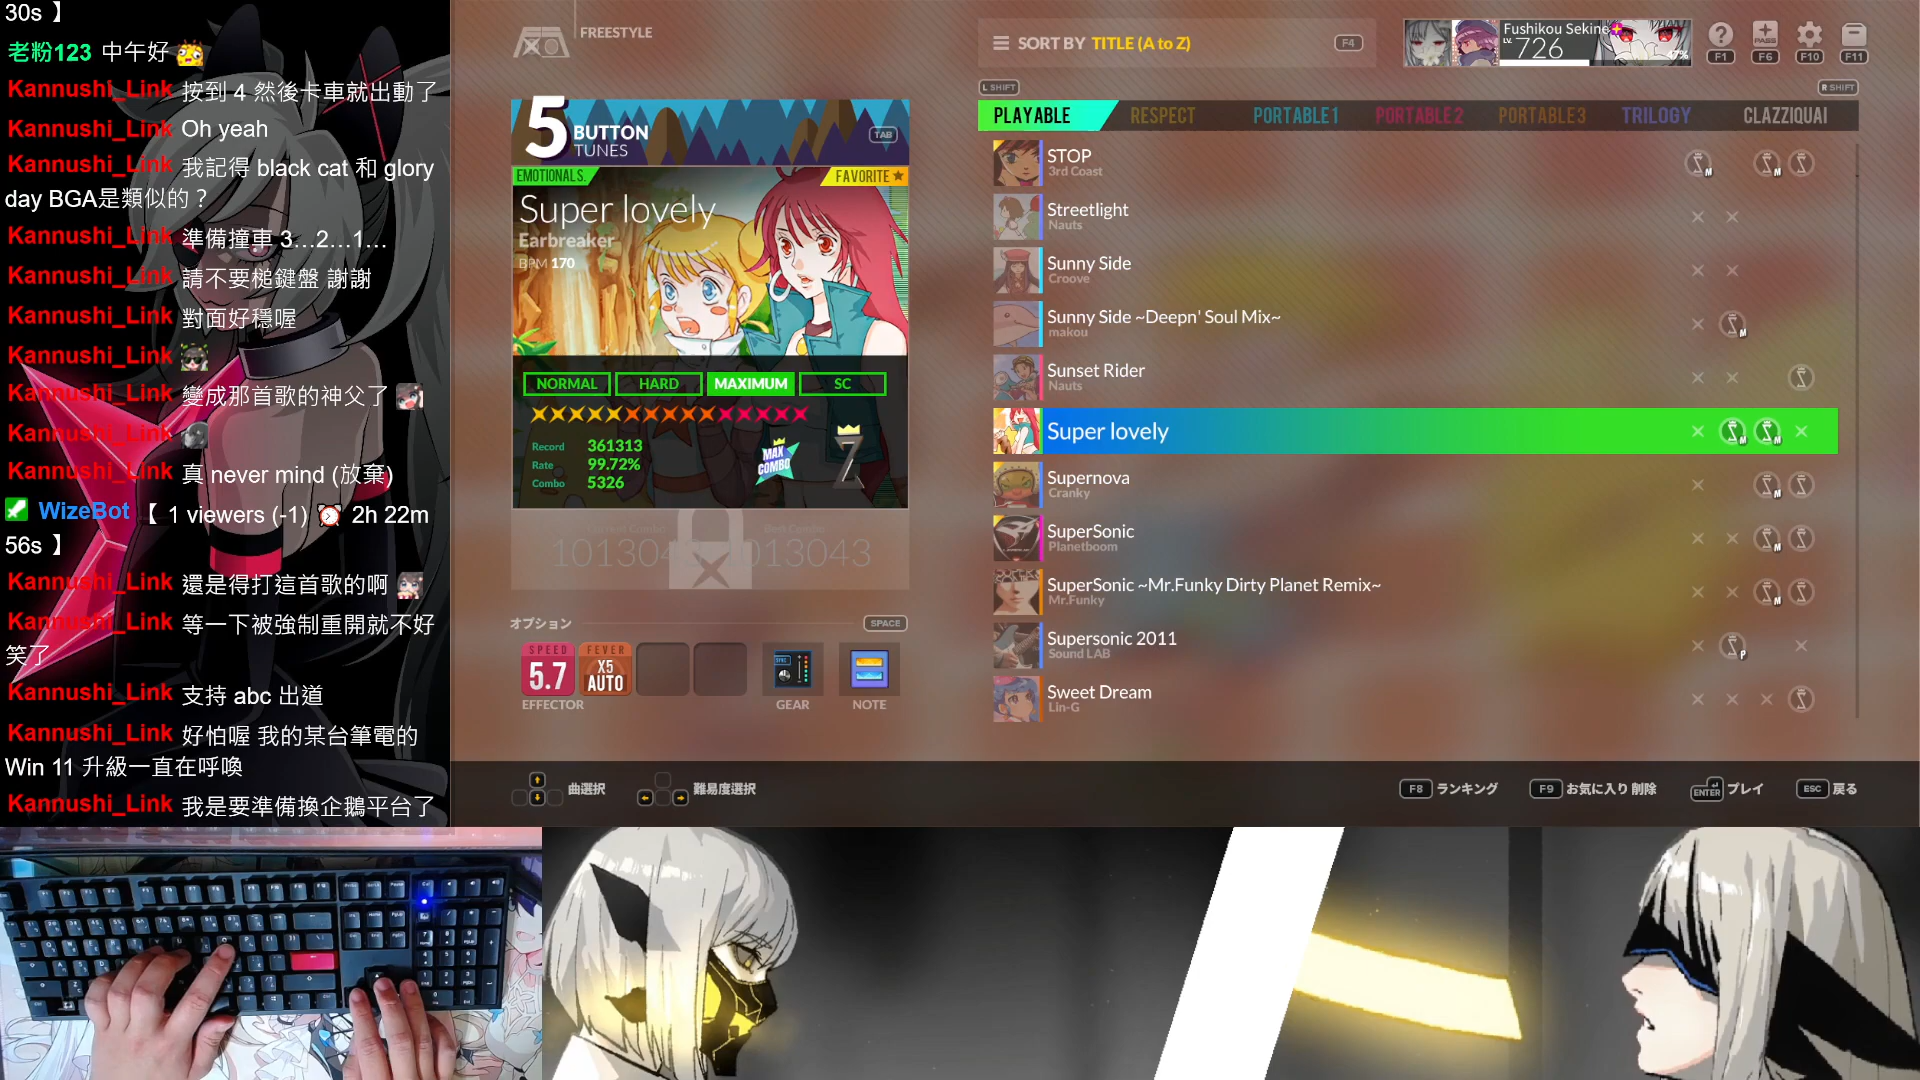 30s 】
老粉123 中午好
Kannushi_Link 按到 4 然後卡車就出動了
Kannushi_Link Oh yeah
Kannushi_Link 我記得 black cat 和 glory
day BGA是類似的？
Kannushi_Link 準備撞車 3…2…1…
Kannushi_Link 請不要槌鍵盤 謝謝
Kannushi_Link 對面好穩喔
Kannushi_Link
Kannushi_Link 變成那首歌的神父了
Kannushi_Link
Kannushi_Link 真 never mind (放棄)
WizeBot 【 1 viewers (-1) ⏰ 2h 22m
56s 】
Kannushi_Link 還是得打這首歌的啊
Kannushi_Link 等一下被強制重開就不好
笑了
Kannushi_Link 支持 abc 出道
Kannushi_Link 好怕喔 我的某台筆電的
Win 11 升級一直在呼喚
Kannushi_Link 我是要準備換企鵝平台了
FREESTYLE
5 BUTTON TUNES
TAB
EMOTIONAL S.
FAVORITE ★
Super lovely
Earbreaker
BPM 170
NORMAL HARD MAXIMUM SC
Record 361313
Rate 99.72%
Combo 5326
MAX COMBO
1013043
オプション SPACE
SPEED 5.7
FEVER X5 AUTO
EFFECTOR GEAR NOTE
曲選択 難易度選択
SORT BY TITLE (A to Z) F4
Fushikou Sekine
LV. 726
47%
F1 F6 F10 F11
L SHIFT R SHIFT
PLAYABLE RESPECT PORTABLE1 PORTABLE2 PORTABLE3 TRILOGY CLAZZIQUAI
STOP
3rd Coast
Streetlight
Nauts
Sunny Side
Croove
Sunny Side ~Deepn' Soul Mix~
makou
Sunset Rider
Nauts
Super lovely
Supernova
Cranky
SuperSonic
Planetboom
SuperSonic ~Mr.Funky Dirty Planet Remix~
Mr.Funky
Supersonic 2011
Sound LAB
Sweet Dream
Lin-G
F8 ランキング F9 お気に入り削除 ENTER プレイ ESC 戻る